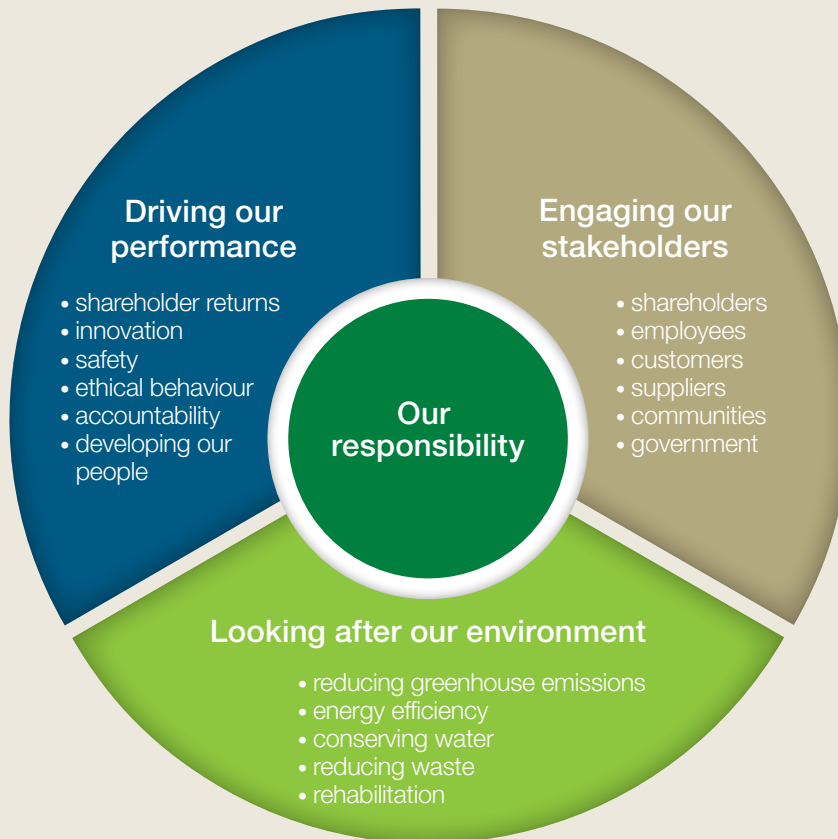 Driving our
performance
• shareholder returns
• innovation
• safety
• ethical behaviour
• accountability
• developing our
people
Engaging our
stakeholders
• shareholders
• employees
• customers
• suppliers
• communities
• government
Our
responsibility
Looking after our environment
• reducing greenhouse emissions
• energy efficiency
• conserving water
• reducing waste
• rehabilitation